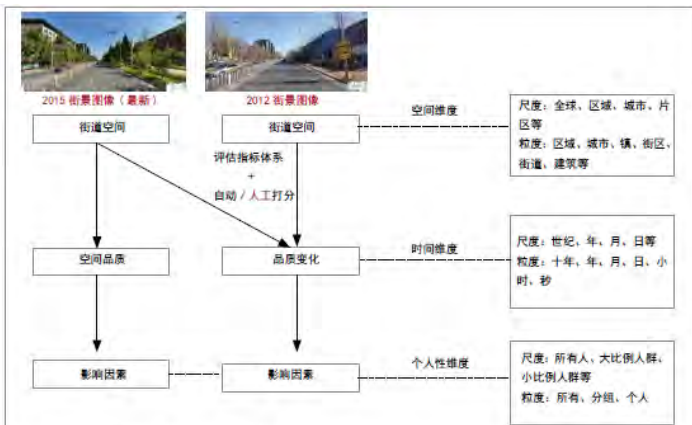 2015 街景图像（最新）
2012 街景图像
街道空间
街道空间
空间维度
尺度：全球、区域、城市、片
区等
粒度：区域、城市、镇、街区、
街道、建筑等
评估指标体系
+
自动 / 人工打分
空间品质
品质变化
时间维度
尺度：世纪、年、月、日等
粒度：十年、年、月、日、小
时、秒
影响因素
影响因素
个人性维度
尺度：所有人、大比例人群、
小比例人群等
粒度：所有、分组、个人